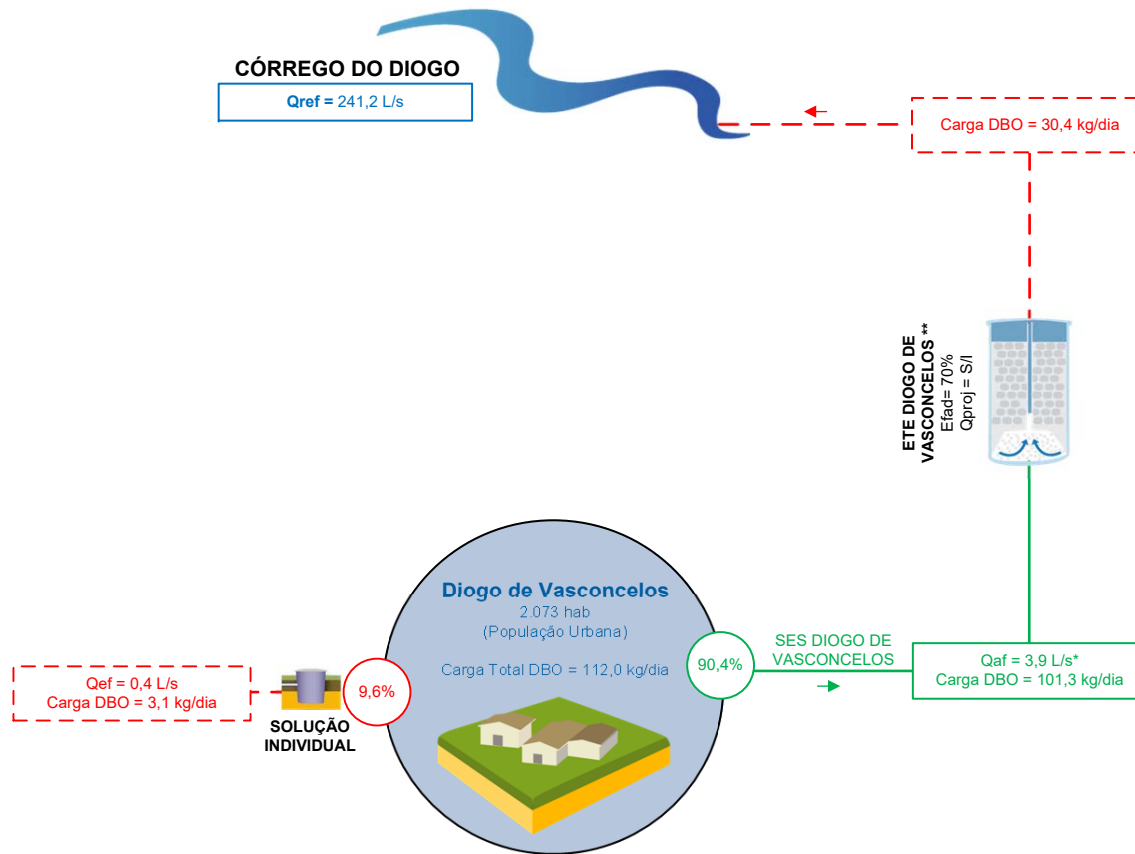 CÓRREGO DO DIOGO
Qref = 241,2 L/s
Carga DBO = 30,4 kg/dia
ETE DIOGO DE
VASCONCELOS **
Efad= 70%
Qproj = S/I
Diogo de Vasconcelos
2.073 hab
(População Urbana)
Carga Total DBO = 112,0 kg/dia
90,4%
SES DIOGO DE
VASCONCELOS
Qaf = 3,9 L/s*
Carga DBO = 101,3 kg/dia
Qef = 0,4 L/s
Carga DBO = 3,1 kg/dia
9,6%
SOLUÇÃO
INDIVIDUAL